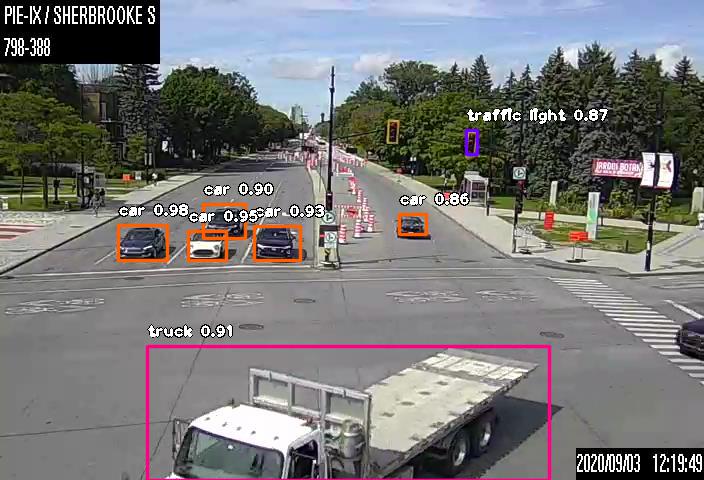 PIE-IX / SHERBROOKE S
798-388
traffic light 0.87
car 0.90
car 0.86
car 0.98
car 0.95
car 0.93
JARDIN BOTAN
truck 0.91
2020/09/03 12:19:49